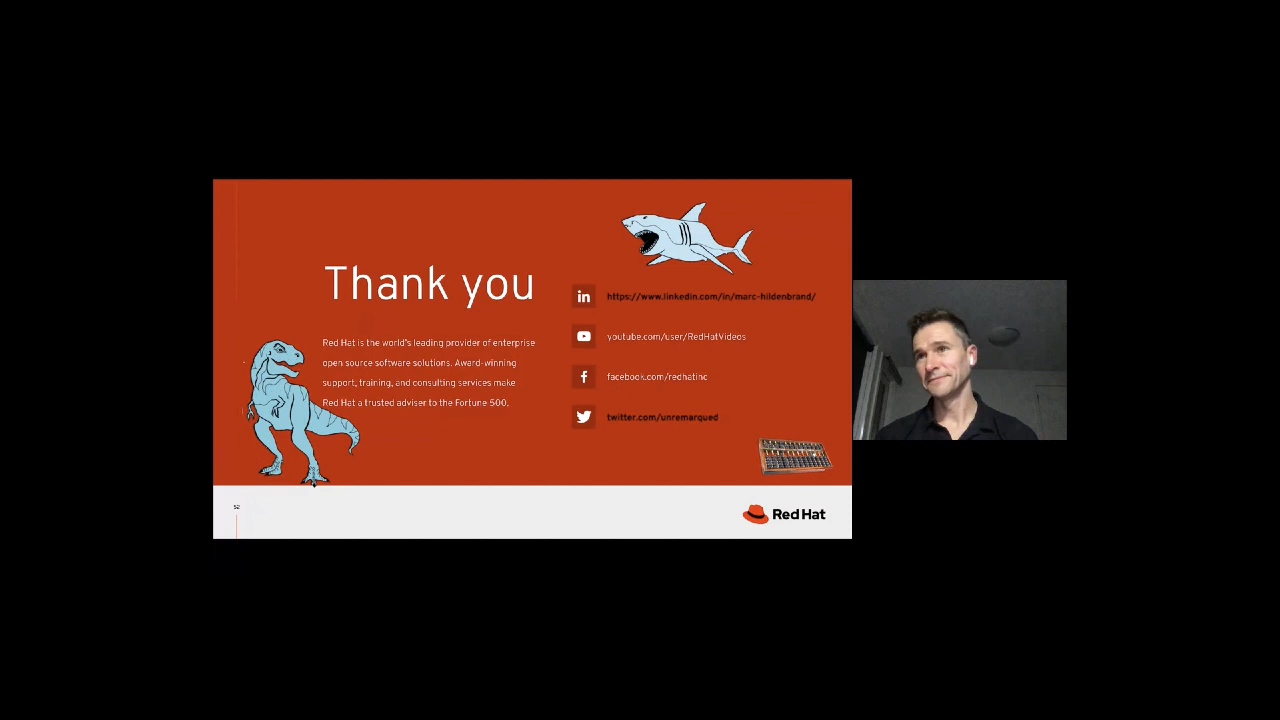 Thank you
Red Hat is the world's leading provider of enterprise
open source software solutions. Award-winning
support, training, and consulting services make
Red Hat a trusted adviser to the Fortune 500.
in
https://www.linkedin.com/in/marc-hildenbrand/
youtube.com/user/RedHatVideos
f
facebook.com/redhatinc
twitter.com/unremarqued
52
Red Hat